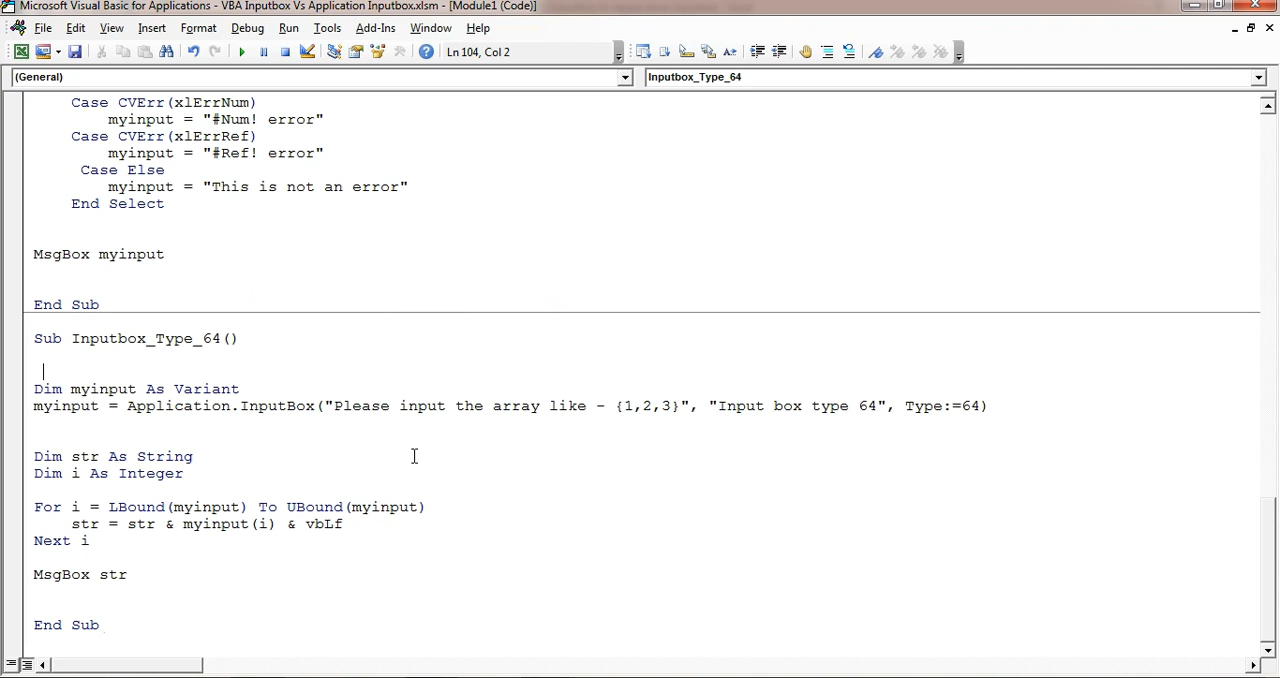 Microsoft Visual Basic for Applications - VBA Inputbox Vs Application Inputbox.xlsm - [Module1 (Code)]
File Edit View Insert Format Debug Run Tools Add-Ins Window Help
Ln 104, Col 2
(General) Inputbox_Type_64
Case CVErr(xlErrNum)
myinput = "#Num! error"
Case CVErr(xlErrRef)
myinput = "#Ref! error"
Case Else
myinput = "This is not an error"
End Select
MsgBox myinput
End Sub
Sub Inputbox_Type_64()
Dim myinput As Variant
myinput = Application.InputBox("Please input the array like - {1,2,3}", "Input box type 64", Type:=64)
Dim str As String
Dim i As Integer
For i = LBound(myinput) To UBound(myinput)
str = str & myinput(i) & vbLf
Next i
MsgBox str
End Sub